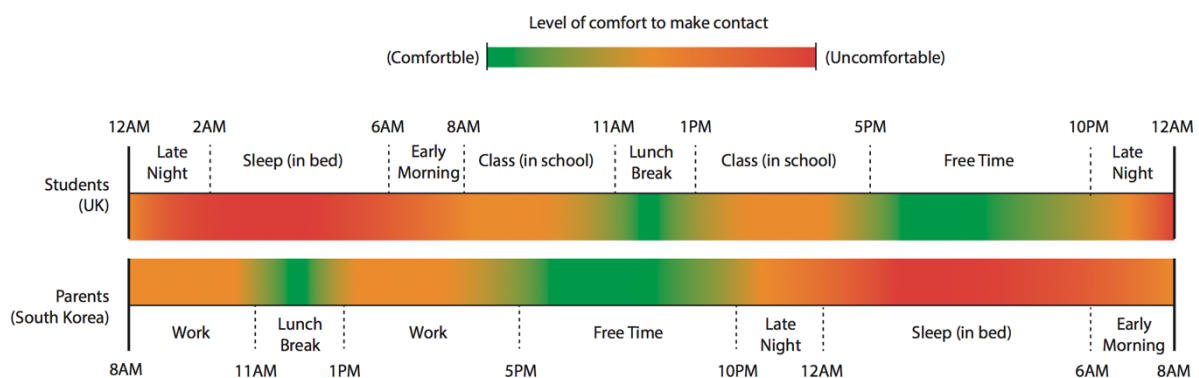 Level of comfort to make contact
(Comfortble)
(Uncomfortable)
12AM 2AM 6AM 8AM 11AM 1PM 5PM 10PM 12AM
Late
Night
Sleep (in bed)
Early
Morning
Class (in school)
Lunch
Break
Class (in school)
Free Time
Late
Night
Students
(UK)
Parents
(South Korea)
Work
Lunch
Break
Work
Free Time
Late
Night
Sleep (in bed)
Early
Morning
8AM 11AM 1PM 5PM 10PM 12AM 6AM 8AM